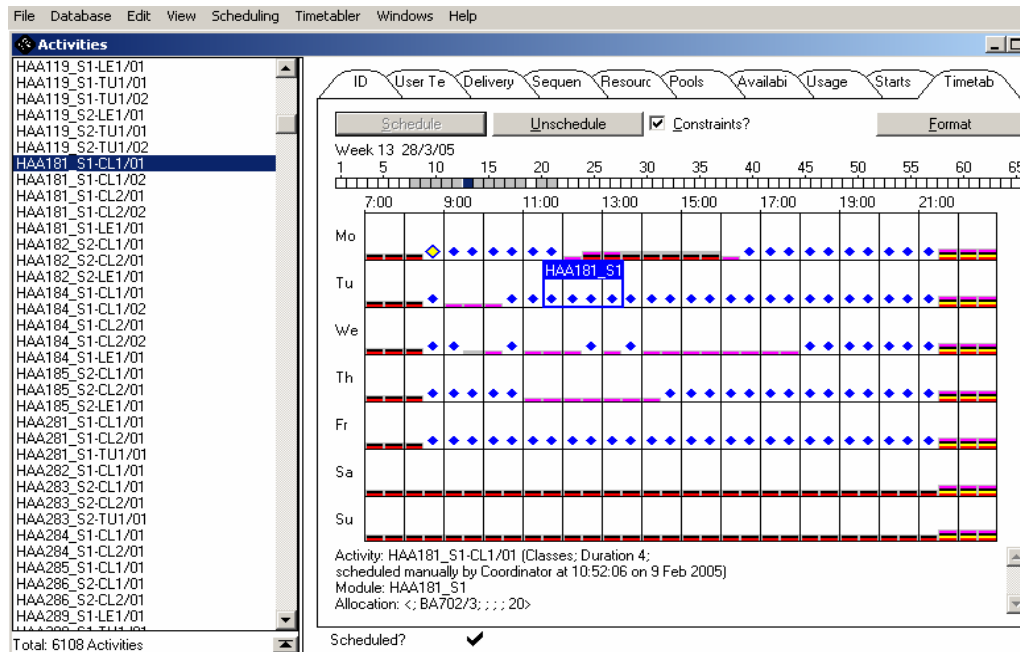 File Database Edit View Scheduling Timetabler Windows Help
Activities
HAA119_S1-LE1/01
HAA119_S1-TU1/01
HAA119_S1-TU1/02
HAA119_S2-LE1/01
HAA119_S2-TU1/01
HAA119_S2-TU1/02
HAA181_S1-CL1/01
HAA181_S1-CL1/02
HAA181_S1-CL2/01
HAA181_S1-CL2/02
HAA181_S1-LE1/01
HAA182_S2-CL1/01
HAA182_S2-CL2/01
HAA182_S2-LE1/01
HAA184_S1-CL1/01
HAA184_S1-CL1/02
HAA184_S1-CL2/01
HAA184_S1-CL2/02
HAA184_S1-LE1/01
HAA185_S2-CL1/01
HAA185_S2-CL2/01
HAA185_S2-LE1/01
HAA281_S1-CL1/01
HAA281_S1-CL2/01
HAA281_S1-TU1/01
HAA282_S2-CL1/01
HAA283_S2-CL1/01
HAA283_S2-CL2/01
HAA283_S2-TU1/01
HAA284_S1-CL1/01
HAA284_S1-CL2/01
HAA285_S1-CL1/01
HAA286_S2-CL1/01
HAA286_S2-CL2/01
HAA289_S1-LE1/01
Total: 6108 Activities
ID User Te Delivery Sequen Resourc Pools Availabi Usage Starts Timetab
Schedule Unschedule Constraints? Format
Week 13 28/3/05
1 5 10 15 20 25 30 35 40 45 50 55 60 65
7:00 9:00 11:00 13:00 15:00 17:00 19:00 21:00
Mo
HAA181_S1
Tu
We
Th
Fr
Sa
Su
Activity: HAA181_S1-CL1/01 (Classes; Duration 4;
scheduled manually by Coordinator at 10:52:06 on 9 Feb 2005)
Module: HAA181_S1
Allocation: <; BA702/3; ; ; ; 20>
Scheduled?